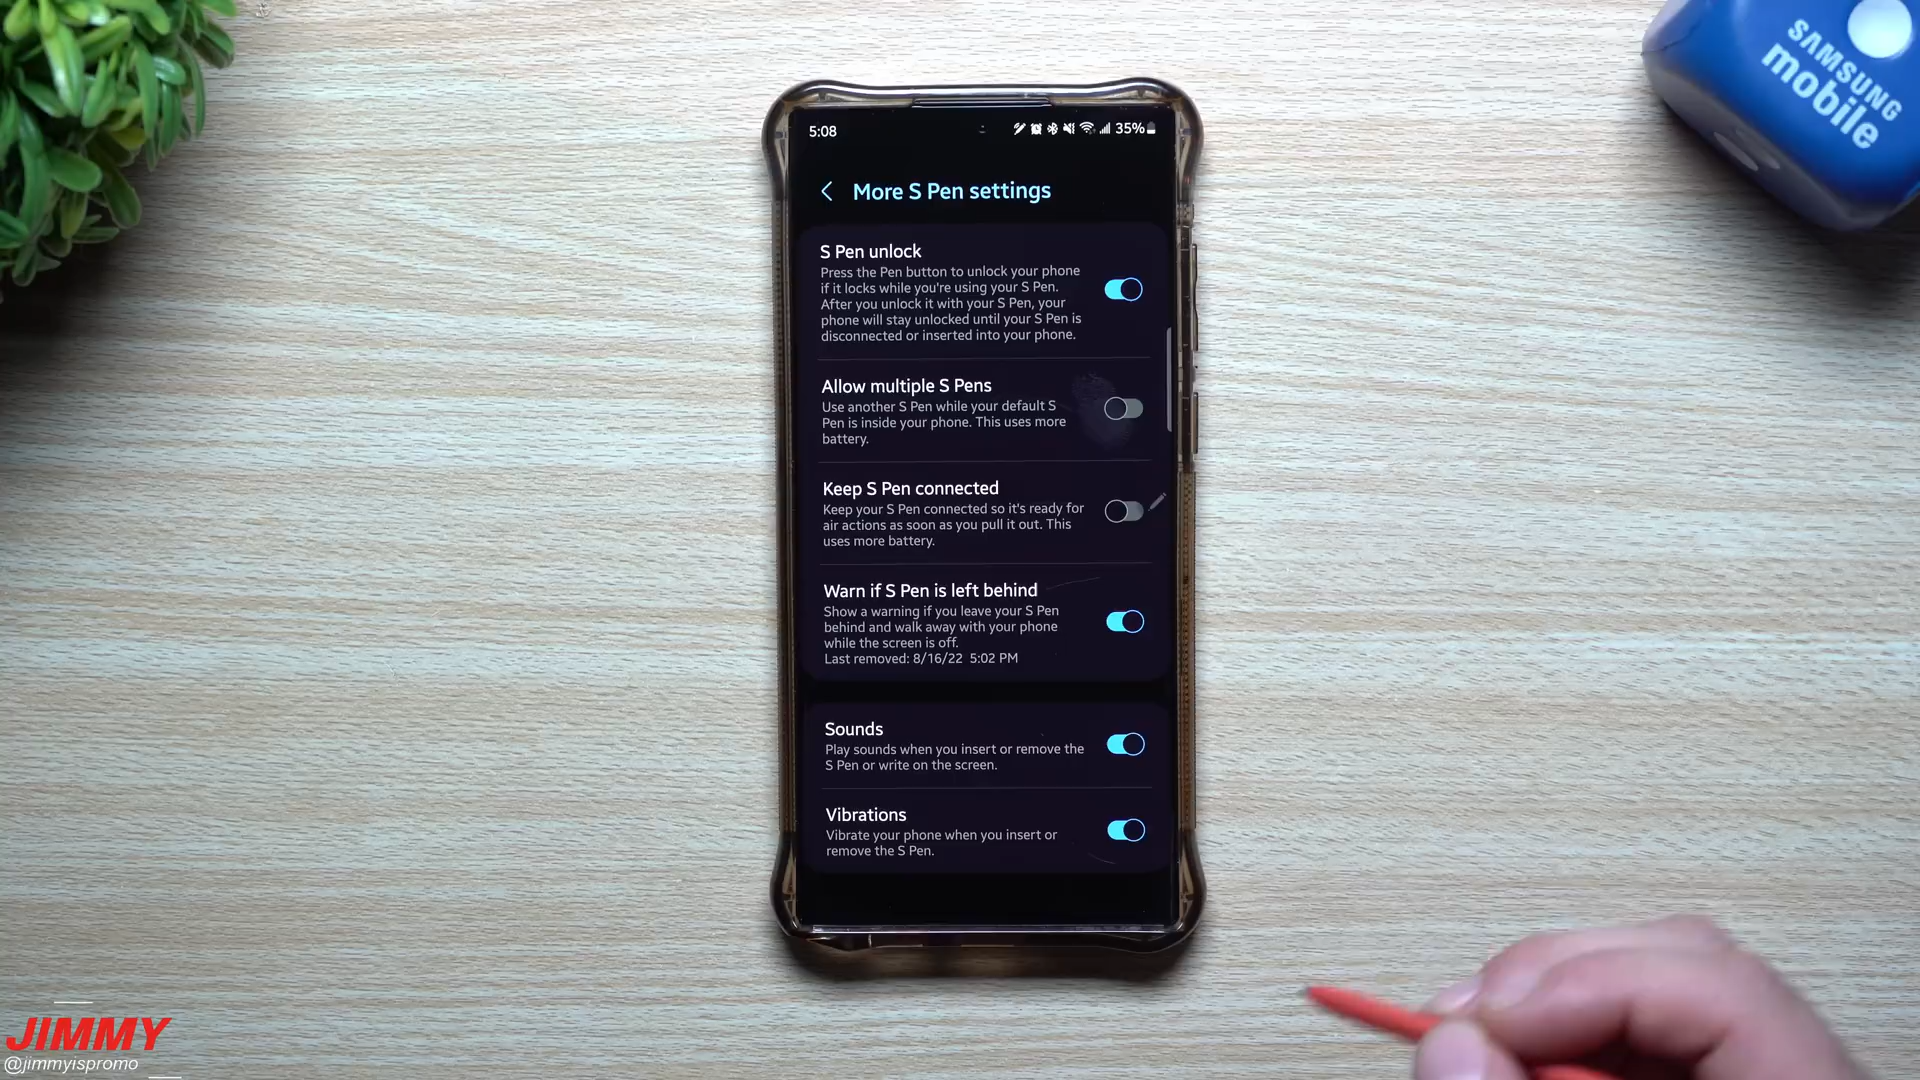 SAMSUNG
mobile
5:08
35%
More S Pen settings
S Pen unlock
Press the Pen button to unlock your phone
if it locks while you're using your S Pen.
After you unlock it with your S Pen, your
phone will stay unlocked until your S Pen is
disconnected or inserted into your phone.
Allow multiple S Pens
Use another S Pen while your default S
Pen is inside your phone. This uses more
battery.
Keep S Pen connected
Keep your S Pen connected so it's ready for
air actions as soon as you pull it out. This
uses more battery.
Warn if S Pen is left behind
Show a warning if you leave your S Pen
behind and walk away with your phone
while the screen is off.
Last removed: 8/16/22 5:02 PM
Sounds
Play sounds when you insert or remove the
S Pen or write on the screen.
Vibrations
Vibrate your phone when you insert or
remove the S Pen.
JIMMY
@jimmyispromo